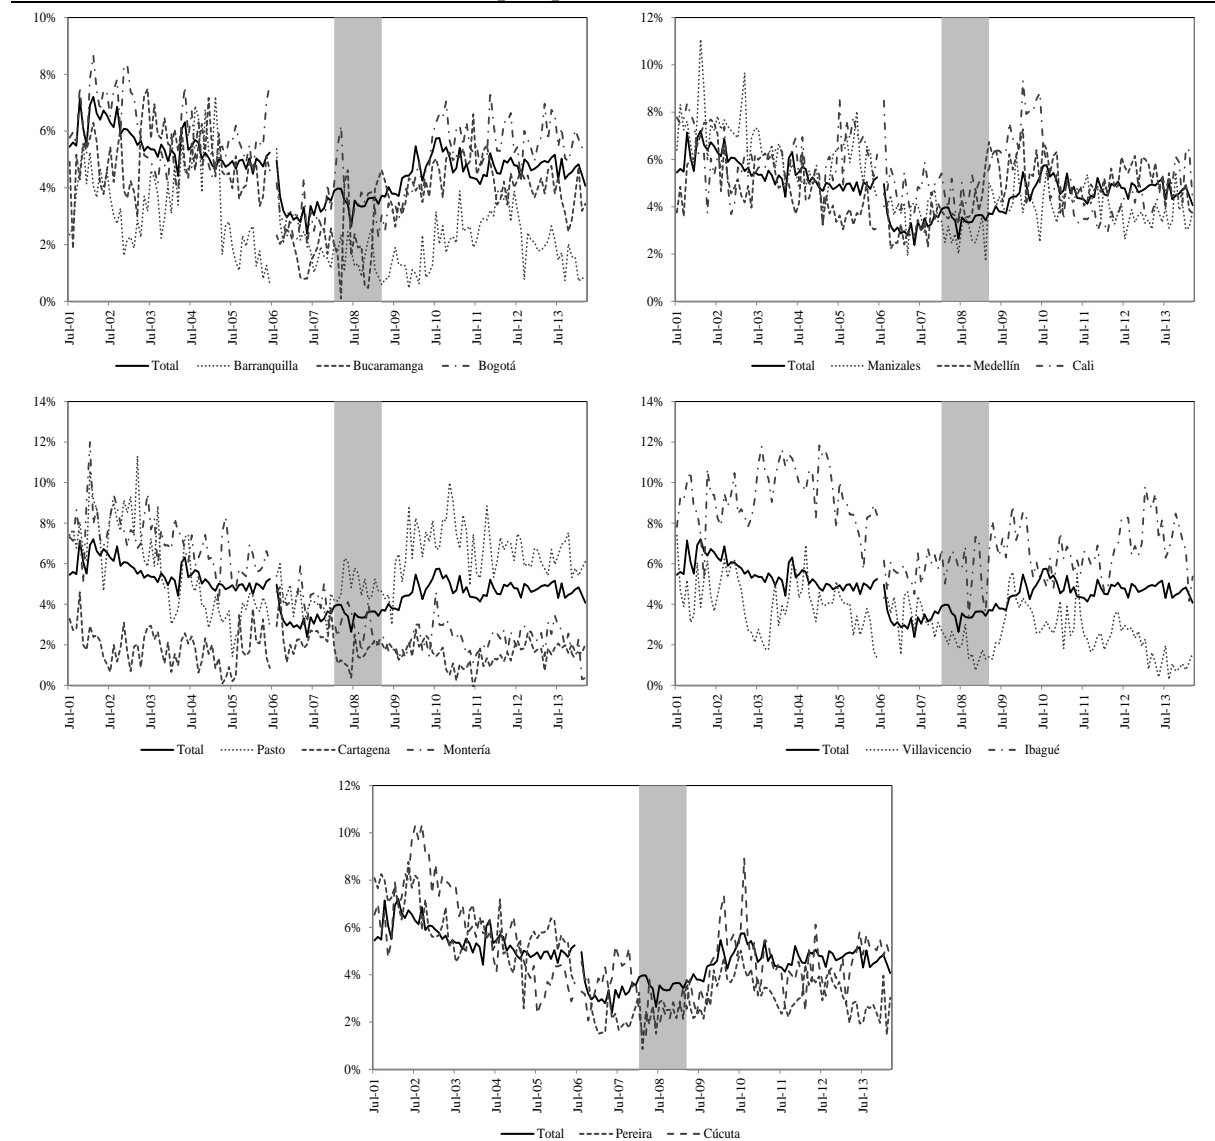 10%
8%
6%
4%
2%
0%
Jul-01
Jul-02
Jul-03
Jul-04
Jul-05
Jul-06
Jul-07
Jul-08
Jul-09
Jul-10
Jul-11
Jul-12
Jul-13
Total Barranquilla Bucaramanga Bogotá
12%
10%
8%
6%
4%
2%
0%
Jul-01
Jul-02
Jul-03
Jul-04
Jul-05
Jul-06
Jul-07
Jul-08
Jul-09
Jul-10
Jul-11
Jul-12
Jul-13
Total Manizales Medellín Cali
14%
12%
10%
8%
6%
4%
2%
0%
Jul-01
Jul-02
Jul-03
Jul-04
Jul-05
Jul-06
Jul-07
Jul-08
Jul-09
Jul-10
Jul-11
Jul-12
Jul-13
Total Pasto Cartagena Montería
14%
12%
10%
8%
6%
4%
2%
0%
Jul-01
Jul-02
Jul-03
Jul-04
Jul-05
Jul-06
Jul-07
Jul-08
Jul-09
Jul-10
Jul-11
Jul-12
Jul-13
Total Villavicencio Ibagué
12%
10%
8%
6%
4%
2%
0%
Jul-01
Jul-02
Jul-03
Jul-04
Jul-05
Jul-06
Jul-07
Jul-08
Jul-09
Jul-10
Jul-11
Jul-12
Jul-13
Total Pereira Cúcuta